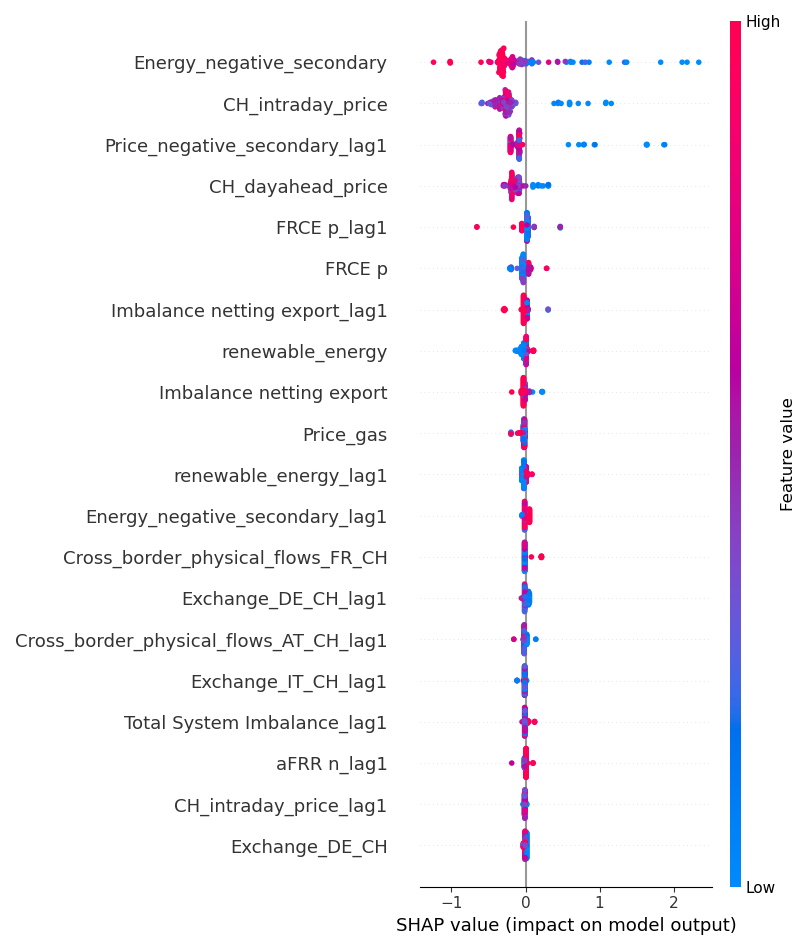 High
Energy_negative_secondary
CH_intraday_price
Price_negative_secondary_lag1
CH_dayahead_price
FRCE p_lag1
FRCE p
Imbalance netting export_lag1
renewable_energy
Imbalance netting export
Price_gas
renewable_energy_lag1
Energy_negative_secondary_lag1
Cross_border_physical_flows_FR_CH
Exchange_DE_CH_lag1
Cross_border_physical_flows_AT_CH_lag1
Exchange_IT_CH_lag1
Total System Imbalance_lag1
aFRR n_lag1
CH_intraday_price_lag1
Exchange_DE_CH
Feature value
Low
−1 0 1 2
SHAP value (impact on model output)